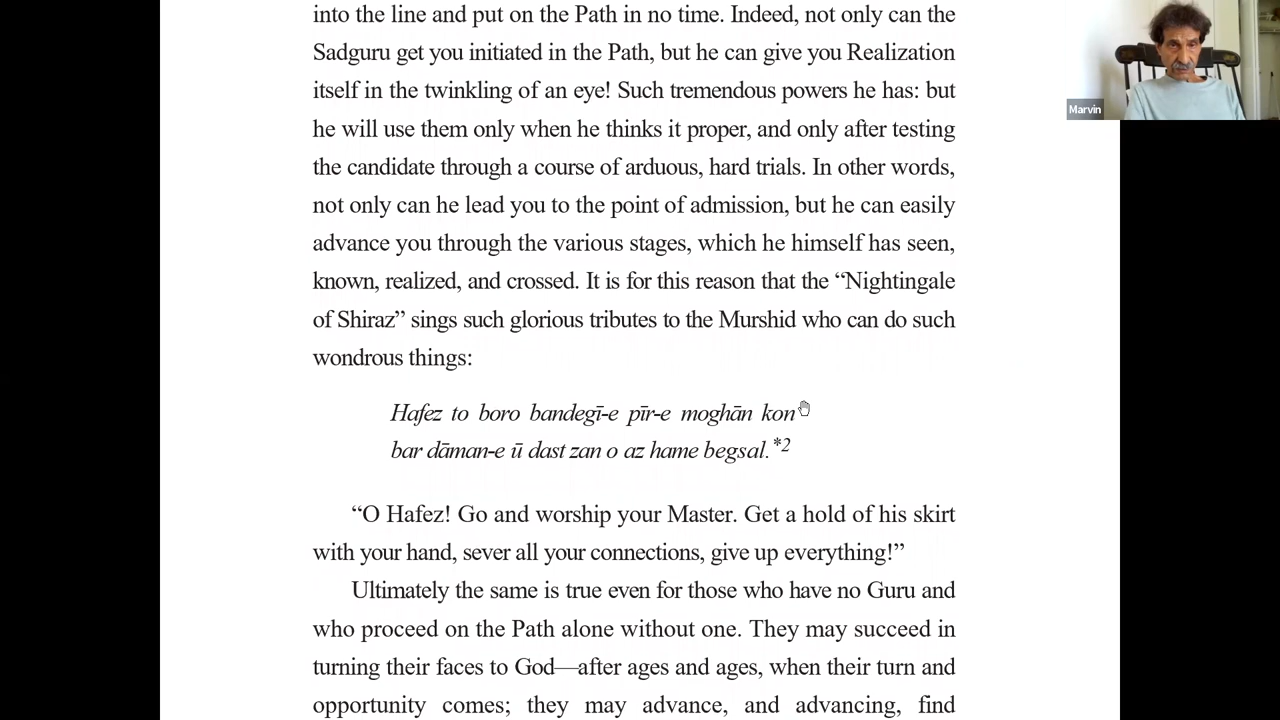 into the line and put on the Path in no time. Indeed, not only can the
Sadguru get you initiated in the Path, but he can give you Realization
itself in the twinkling of an eye! Such tremendous powers he has: but
he will use them only when he thinks it proper, and only after testing
the candidate through a course of arduous, hard trials. In other words,
not only can he lead you to the point of admission, but he can easily
advance you through the various stages, which he himself has seen,
known, realized, and crossed. It is for this reason that the “Nightingale
of Shiraz” sings such glorious tributes to the Murshid who can do such
wondrous things:
Hafez to boro bandegī-e pīr-e moghān kon
bar dāman-e ū dast zan o az hame begsal.*2
“O Hafez! Go and worship your Master. Get a hold of his skirt
with your hand, sever all your connections, give up everything!”
Ultimately the same is true even for those who have no Guru and
who proceed on the Path alone without one. They may succeed in
turning their faces to God—after ages and ages, when their turn and
opportunity comes; they may advance, and advancing, find
Marvin